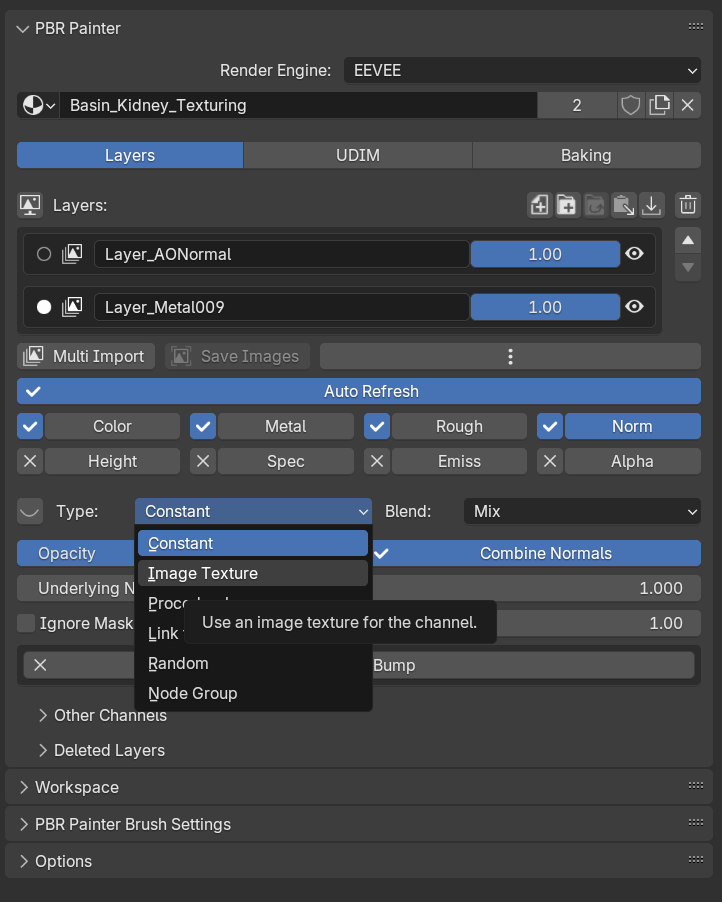 PBR Painter
Render Engine: EEVEE
Basin_Kidney_Texturing 2
Layers UDIM Baking
Layers:
Layer_AONormal 1.00
Layer_Metal009 1.00
Multi Import Save Images
Auto Refresh
Color Metal Rough Norm
Height Spec Emiss Alpha
Type: Constant Blend: Mix
Opacity Constant Combine Normals
Image Texture
Underlying N 1.000
Link
Use an image texture for the channel.
Ignore Mask 1.00
Random Bump
Node Group
Other Channels
Deleted Layers
Workspace
PBR Painter Brush Settings
Options